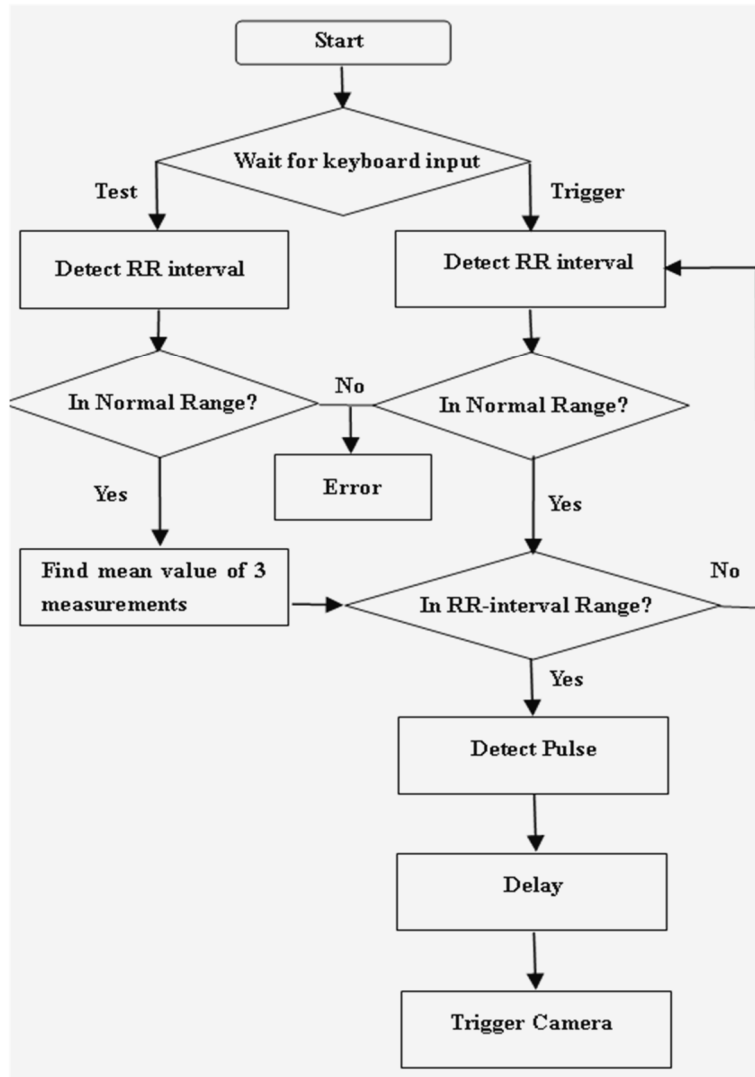 Start
Wait for keyboard input
Test
Trigger
Detect RR interval
Detect RR interval
In Normal Range?
No
In Normal Range?
Error
Yes
Yes
Find mean value of 3
measurements
In RR-interval Range?
No
Yes
Detect Pulse
Delay
Trigger Camera